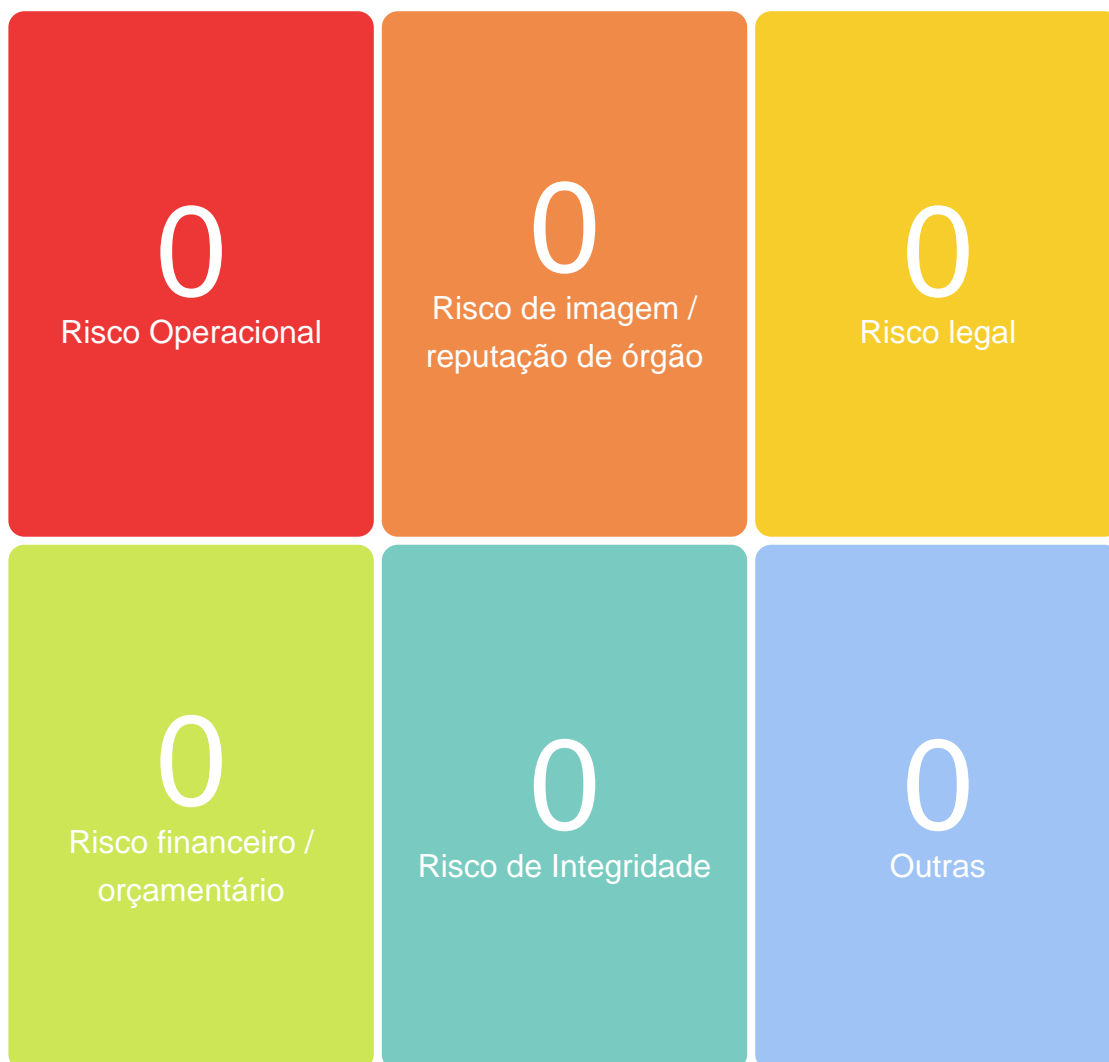 0
Risco Operacional
0
Risco de imagem /
reputação de órgão
0
Risco legal
0
Risco financeiro /
orçamentário
0
Risco de Integridade
0
Outras